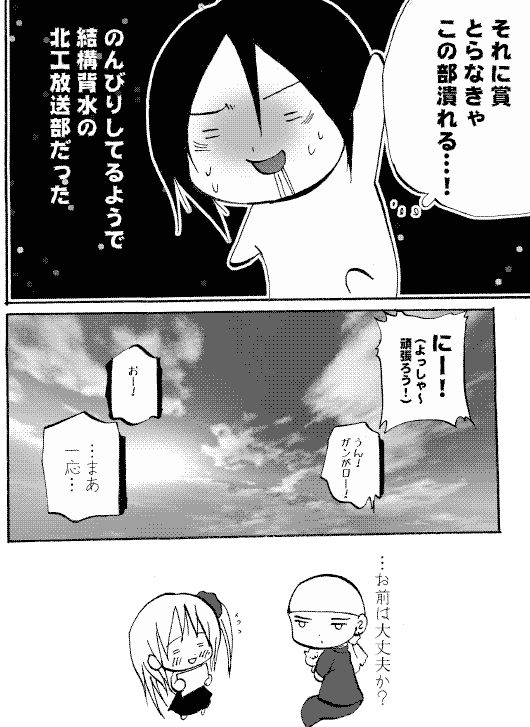 それに賞
とらなきゃ
この部潰れる…!
のんびりしてるようで
結構背水の
北工放送部だった
にー!
(よっしゃ~
頑張ろう!)
うん!
ガンガロー!
おー!
…まあ
一応…
…お前は大丈夫か?